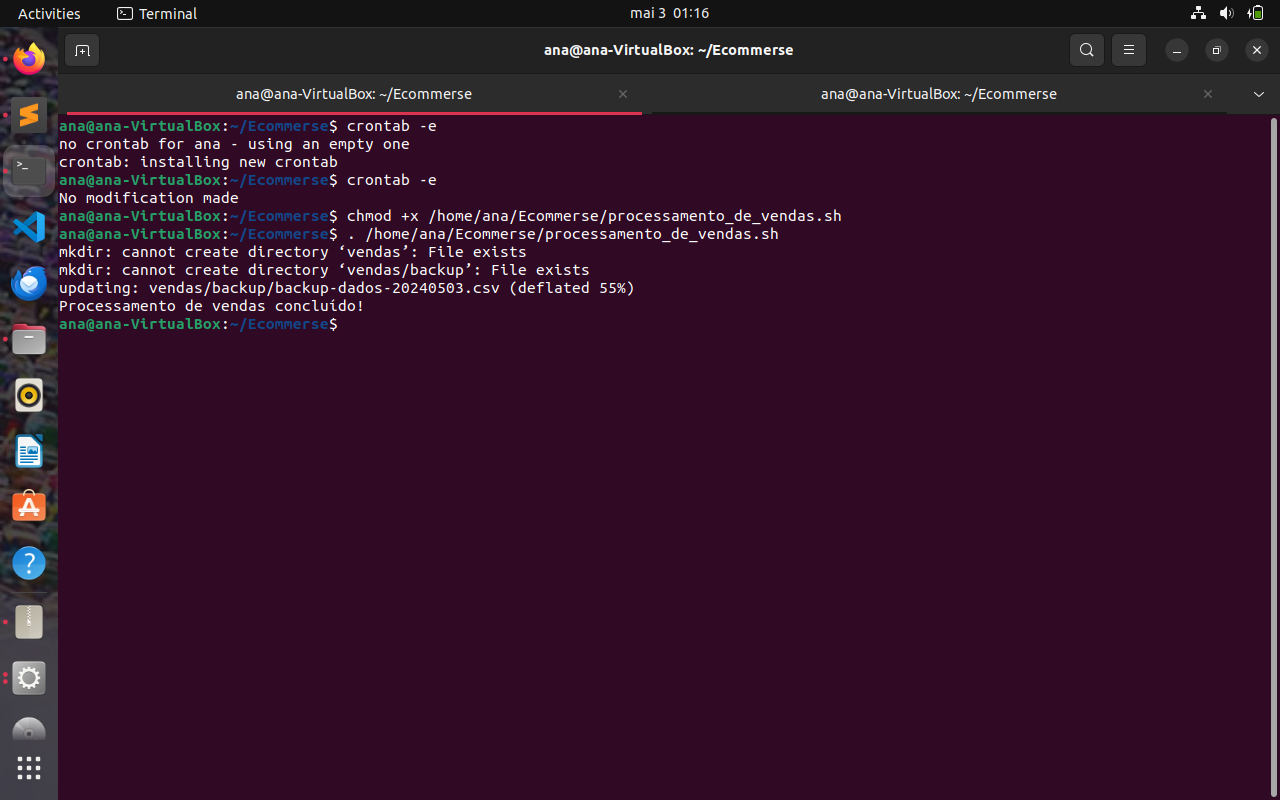 Activities
Terminal
mai 3 01:16
ana@ana-VirtualBox: ~/Ecommerse
ana@ana-VirtualBox: ~/Ecommerse
ana@ana-VirtualBox: ~/Ecommerse
ana@ana-VirtualBox:~/Ecommerse$ crontab -e
no crontab for ana - using an empty one
crontab: installing new crontab
ana@ana-VirtualBox:~/Ecommerse$ crontab -e
No modification made
ana@ana-VirtualBox:~/Ecommerse$ chmod +x /home/ana/Ecommerse/processamento_de_vendas.sh
ana@ana-VirtualBox:~/Ecommerse$ . /home/ana/Ecommerse/processamento_de_vendas.sh
mkdir: cannot create directory ‘vendas’: File exists
mkdir: cannot create directory ‘vendas/backup’: File exists
updating: vendas/backup/backup-dados-20240503.csv (deflated 55%)
Processamento de vendas concluído!
ana@ana-VirtualBox:~/Ecommerse$